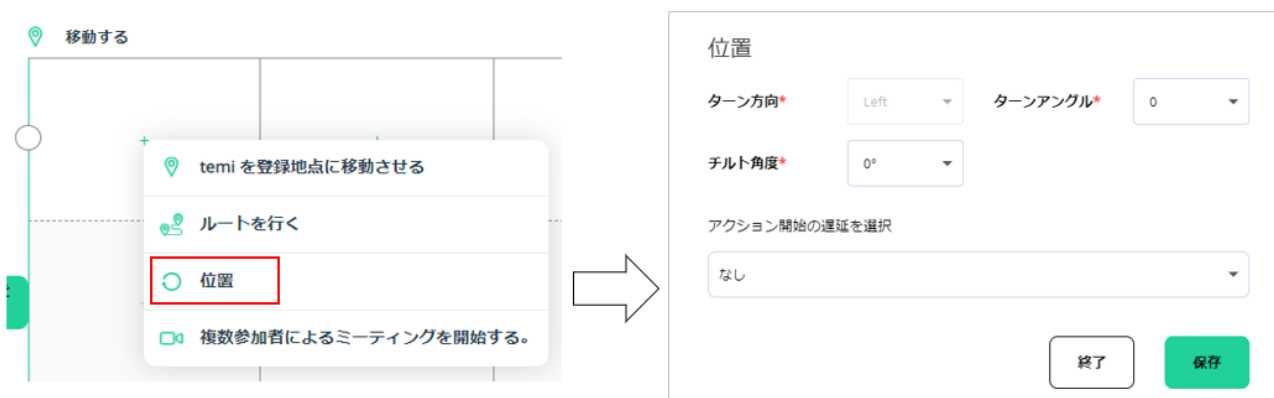 移動する
temi を登録地点に移動させる
ルートを行く
位置
複数参加者によるミーティングを開始する。
位置
ターン方向* Left ターンアングル* 0
チルト角度* 0°
アクション開始の遅延を選択
なし
終了 保存